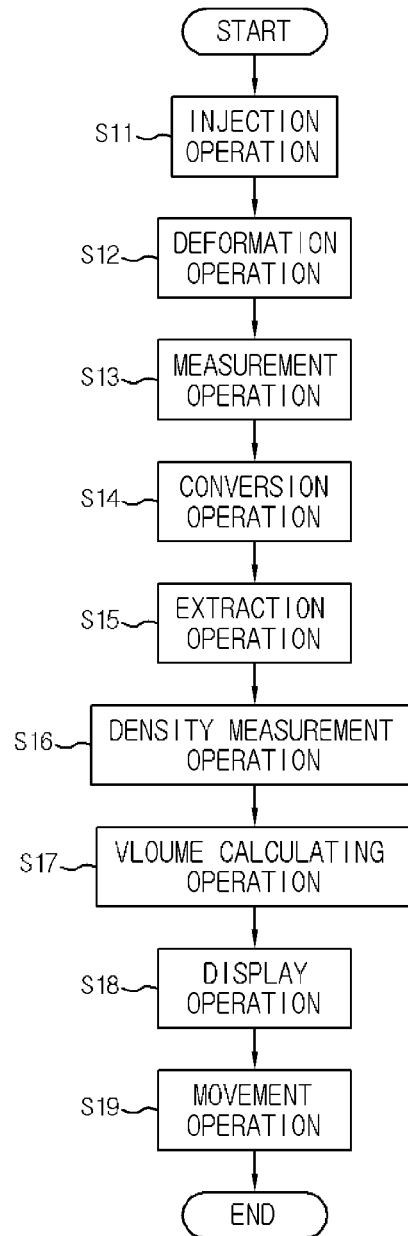 START
S11
INJECTION
OPERATION
S12
DEFORMATION
OPERATION
S13
MEASUREMENT
OPERATION
S14
CONVERSION
OPERATION
S15
EXTRACTION
OPERATION
S16
DENSITY MEASUREMENT
OPERATION
S17
VLOUME CALCULATING
OPERATION
S18
DISPLAY
OPERATION
S19
MOVEMENT
OPERATION
END